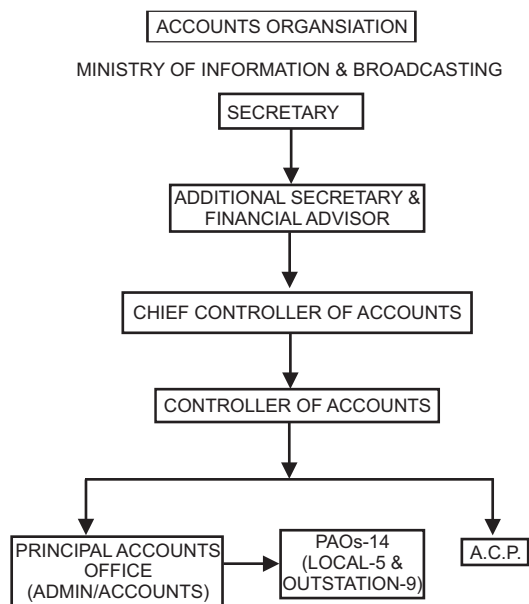 ACCOUNTS ORGANSIATION
MINISTRY OF INFORMATION & BROADCASTING
SECRETARY
ADDITIONAL SECRETARY &
FINANCIAL ADVISOR
CHIEF CONTROLLER OF ACCOUNTS
CONTROLLER OF ACCOUNTS
PRINCIPAL ACCOUNTS
OFFICE
(ADMIN/ACCOUNTS)
PAOs-14
(LOCAL-5 &
OUTSTATION-9)
A.C.P.